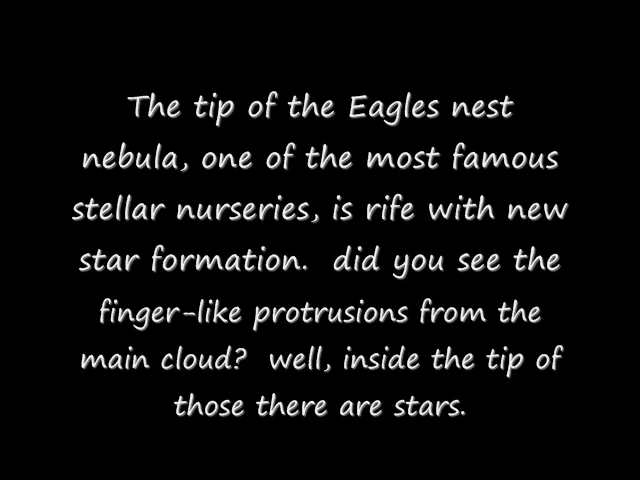 The tip of the Eagles nest
nebula, one of the most famous
stellar nurseries, is rife with new
star formation.  did you see the
finger-like protrusions from the
main cloud?  well, inside the tip of
those there are stars.